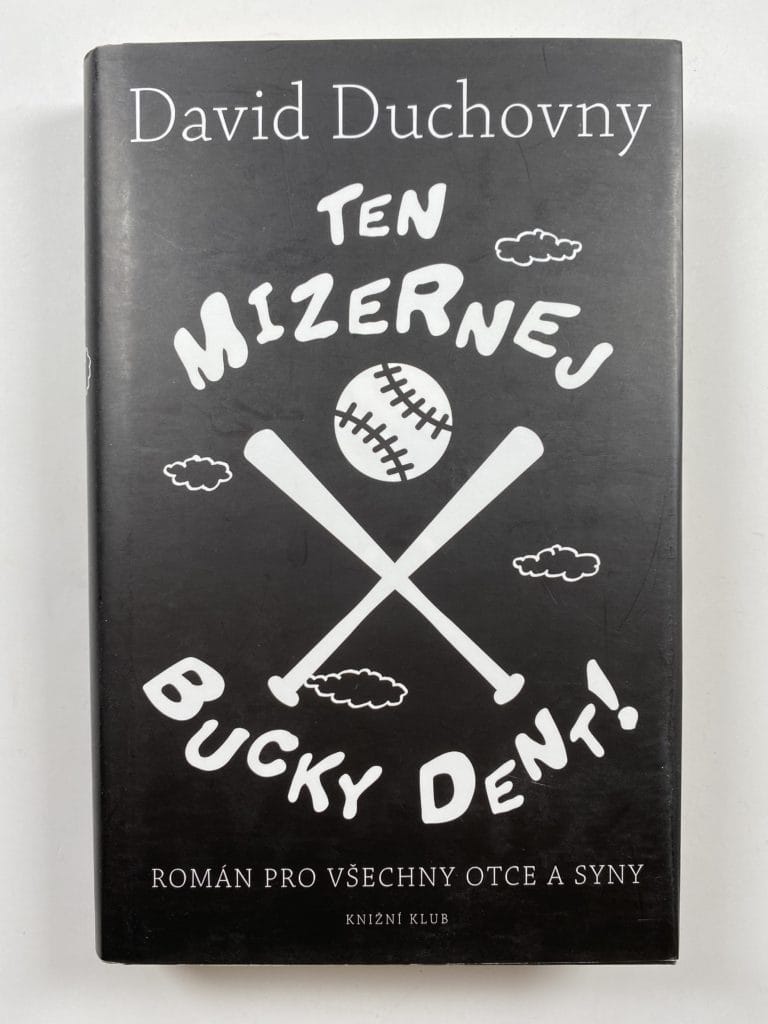 David Duchovny
TEN
MIZERNEJ
BUCKY DENT!
ROMÁN PRO VŠECHNY OTCE A SYNY
KNIŽNÍ KLUB